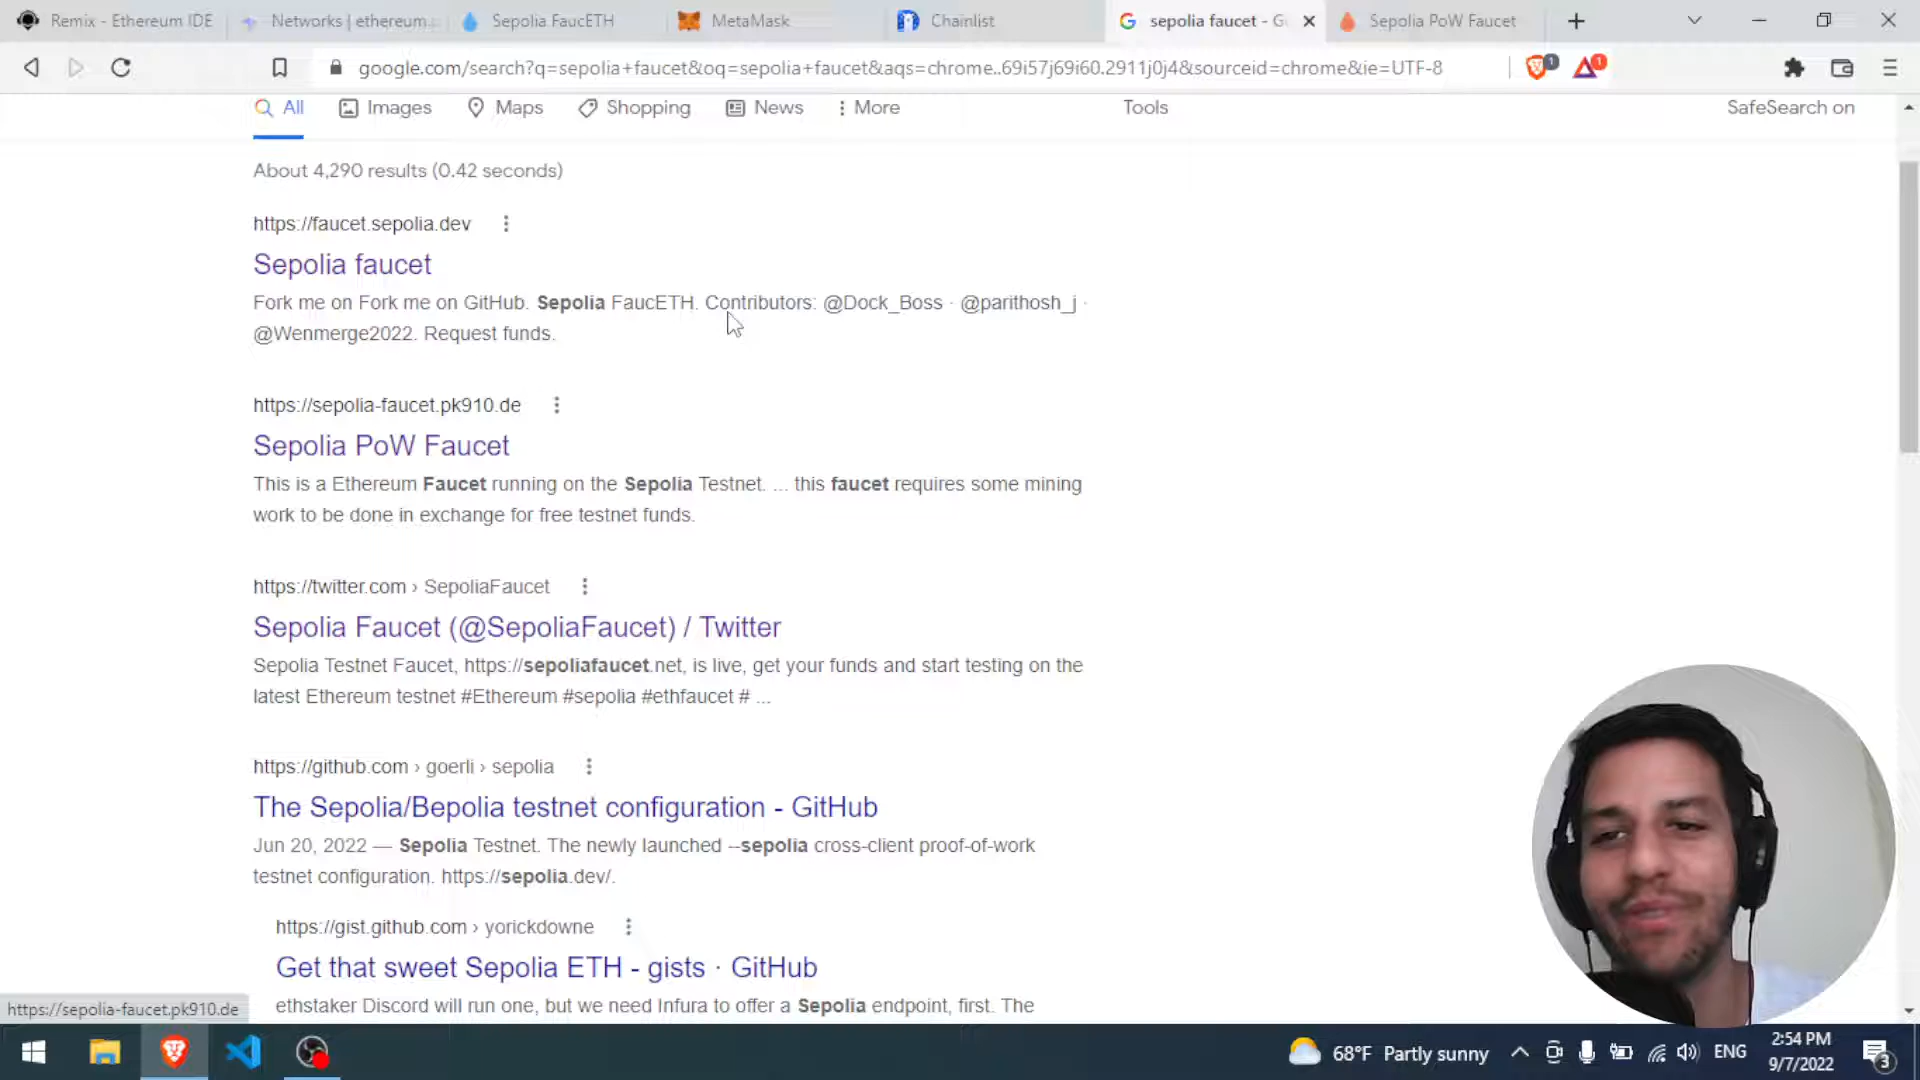 Remix - Ethereum IDE
Networks | ethereum.
Sepolia FaucETH
MetaMask
Chainlist
sepolia faucet - G
Sepolia PoW Faucet
google.com/search?q=sepolia+faucet&oq=sepolia+faucet&aqs=chrome..69i57j69i60.2911j0j4&sourceid=chrome&ie=UTF-8
1
1
All
Images
Maps
Shopping
News
More
Tools
SafeSearch on
About 4,290 results (0.42 seconds)
https://faucet.sepolia.dev
Sepolia faucet
Fork me on Fork me on GitHub. Sepolia FaucETH. Contributors: @Dock_Boss · @parithosh_j ·
@Wenmerge2022. Request funds.
https://sepolia-faucet.pk910.de
Sepolia PoW Faucet
This is a Ethereum Faucet running on the Sepolia Testnet. ... this faucet requires some mining
work to be done in exchange for free testnet funds.
https://twitter.com › SepoliaFaucet
Sepolia Faucet (@SepoliaFaucet) / Twitter
Sepolia Testnet Faucet, https://sepoliafaucet.net, is live, get your funds and start testing on the
latest Ethereum testnet #Ethereum #sepolia #ethfaucet # ...
https://github.com › goerli › sepolia
The Sepolia/Bepolia testnet configuration - GitHub
Jun 20, 2022 — Sepolia Testnet. The newly launched --sepolia cross-client proof-of-work
testnet configuration. https://sepolia.dev/.
https://gist.github.com › yorickdowne
Get that sweet Sepolia ETH - gists · GitHub
ethstaker Discord will run one, but we need Infura to offer a Sepolia endpoint, first. The
https://sepolia-faucet.pk910.de
68°F Partly sunny
ENG
2:54 PM
9/7/2022
3